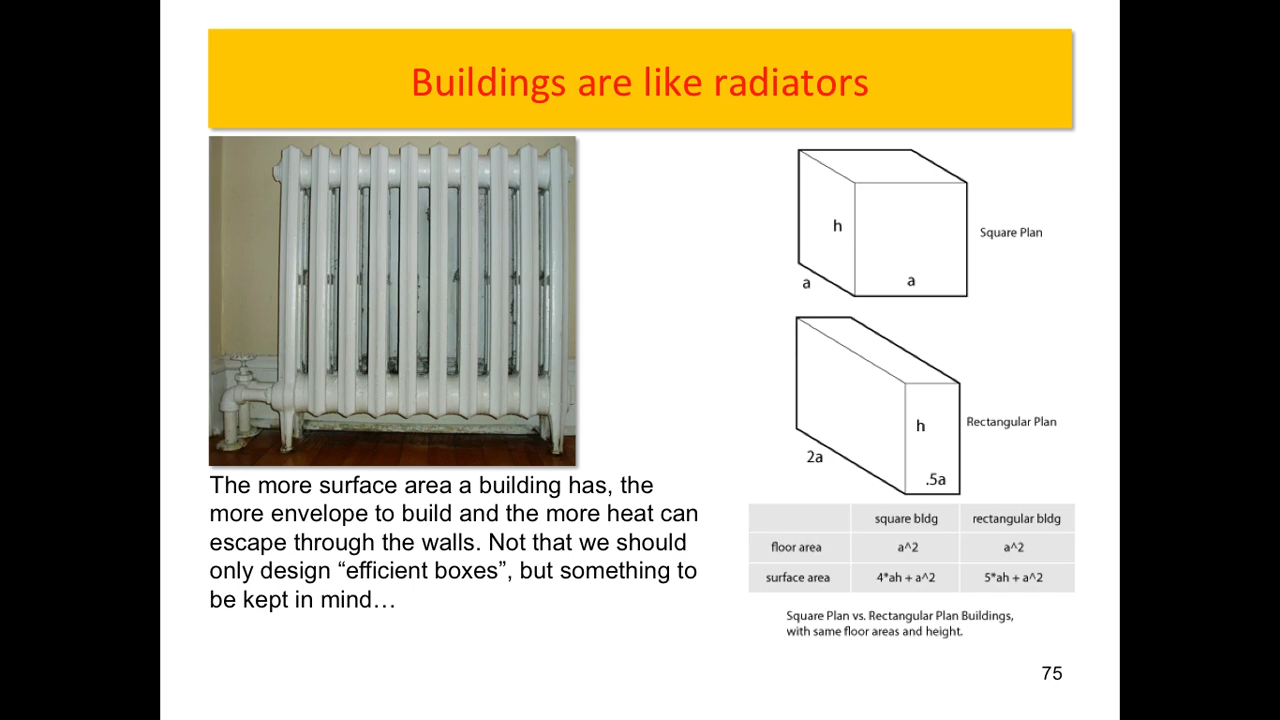 Buildings are like radiators
The more surface area a building has, the
more envelope to build and the more heat can
escape through the walls. Not that we should
only design “efficient boxes”, but something to
be kept in mind…
h
a
a
Square Plan
h
2a
.5a
Rectangular Plan
square bldg rectangular bldg
floor area a^2 a^2
surface area 4*ah + a^2 5*ah + a^2
Square Plan vs. Rectangular Plan Buildings,
with same floor areas and height.
75